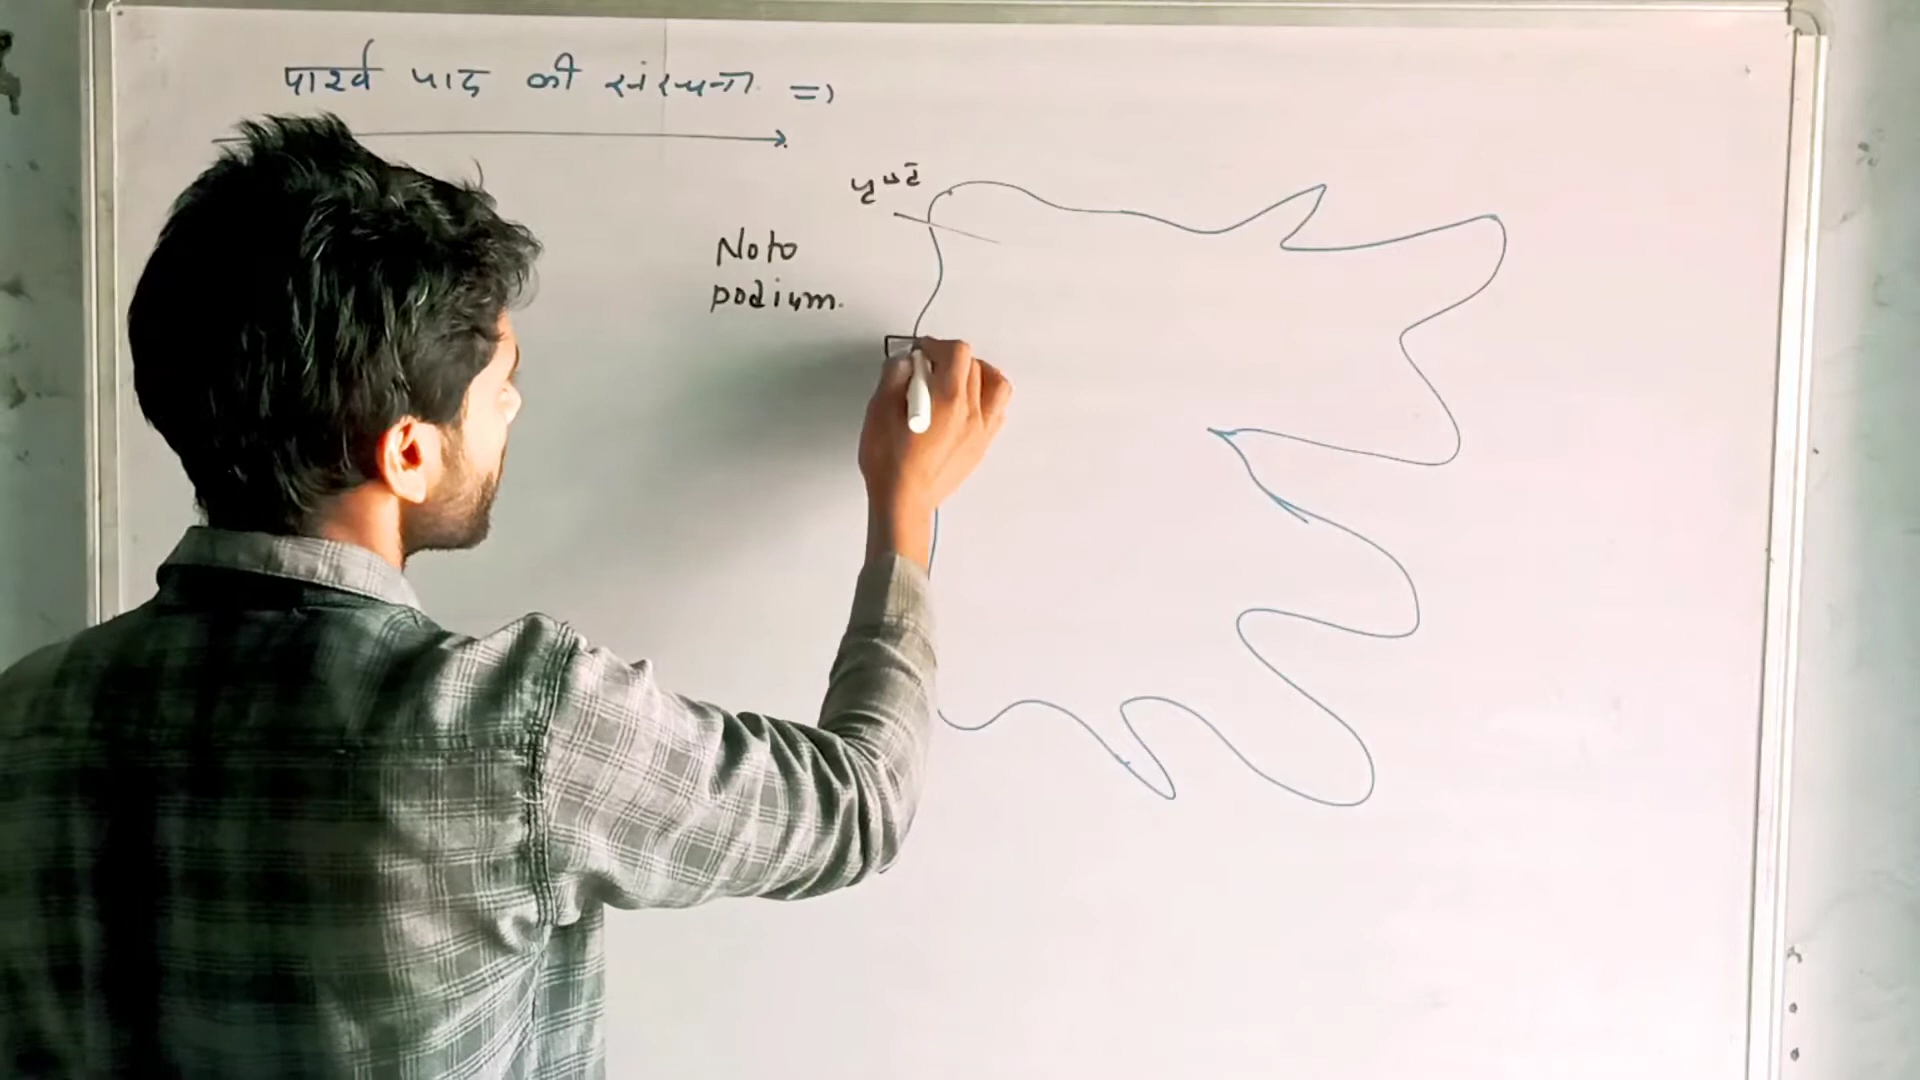 पार्श्व पाद की संरचना =>
पृष्ठ
Noto
podium.